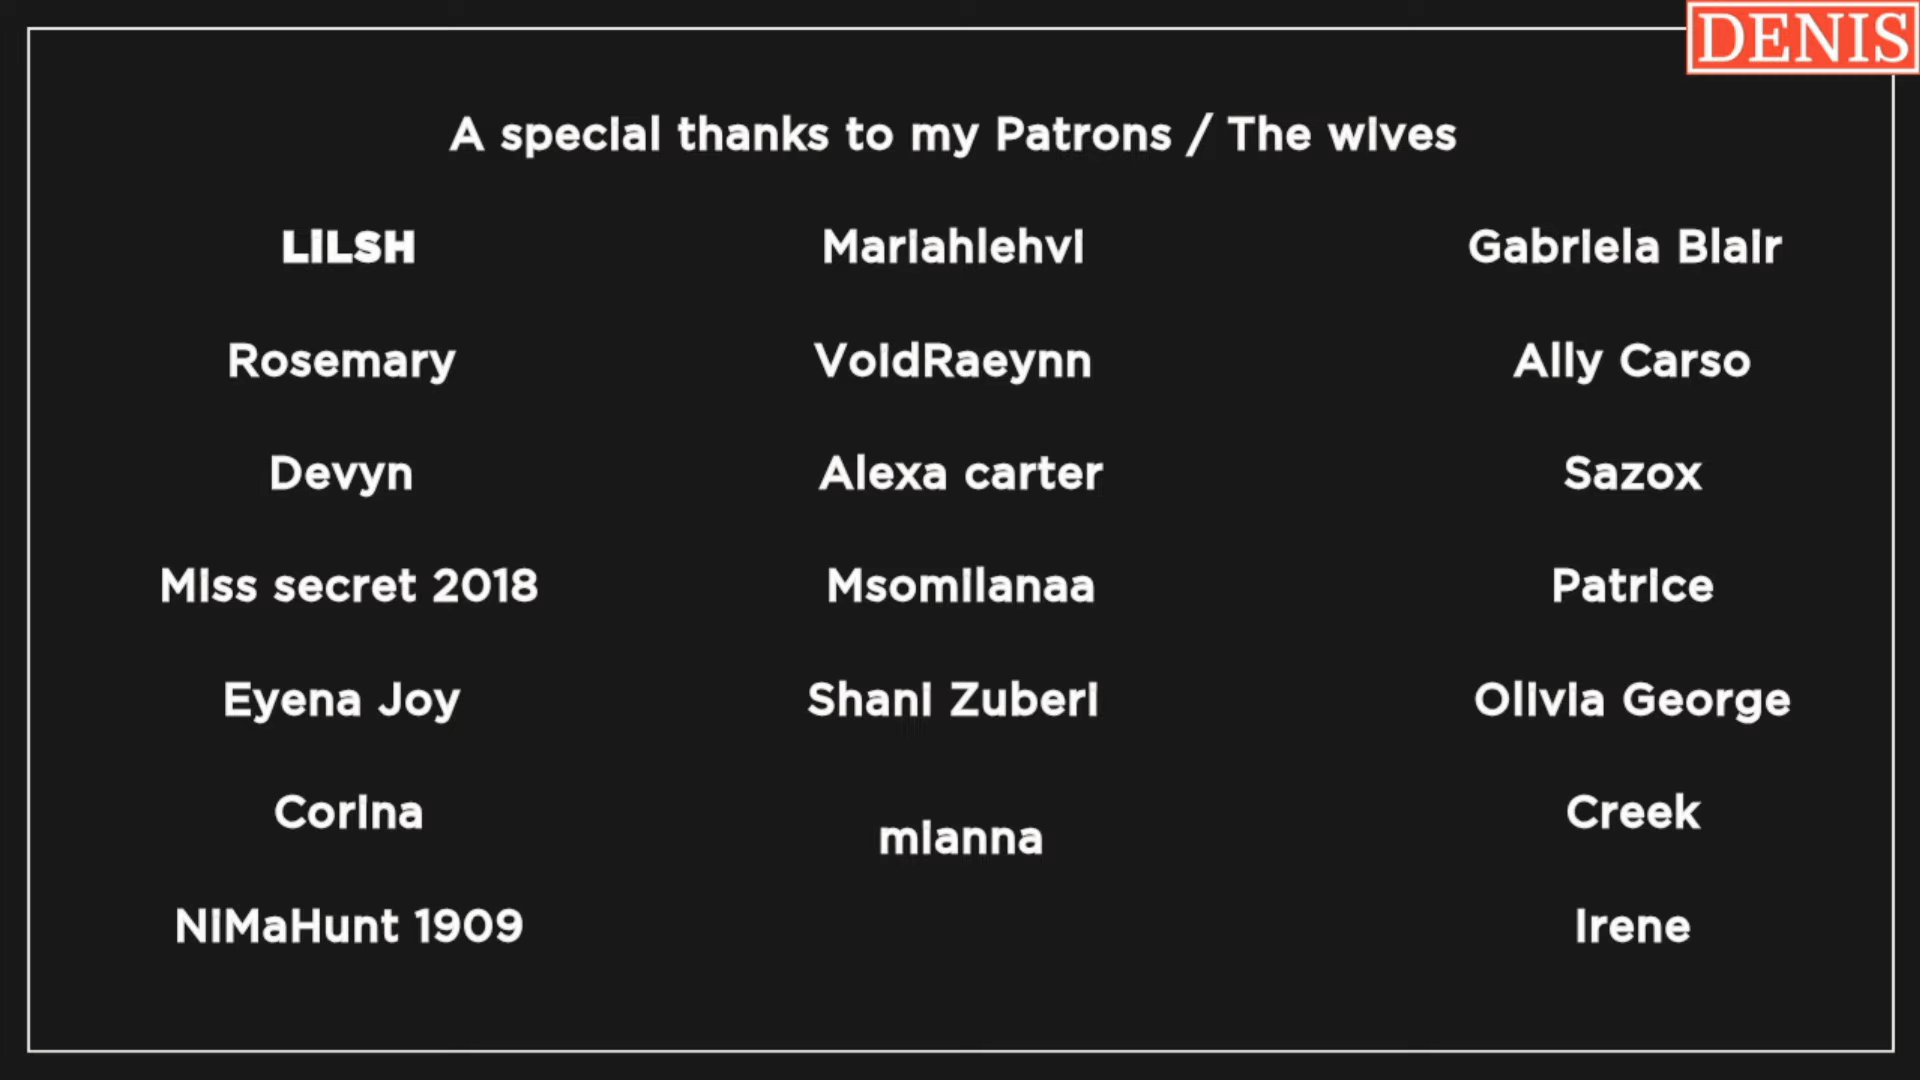 DENIS
A special thanks to my Patrons / The wives
LiLSH
Mariahlehvi
Gabriela Blair
Rosemary
VoidRaeynn
Ally Carso
Devyn
Alexa carter
Sazox
Miss secret 2018
Msomilanaa
Patrice
Eyena Joy
Shani Zuberi
Olivia George
Corina
mianna
Creek
NiMaHunt 1909
Irene